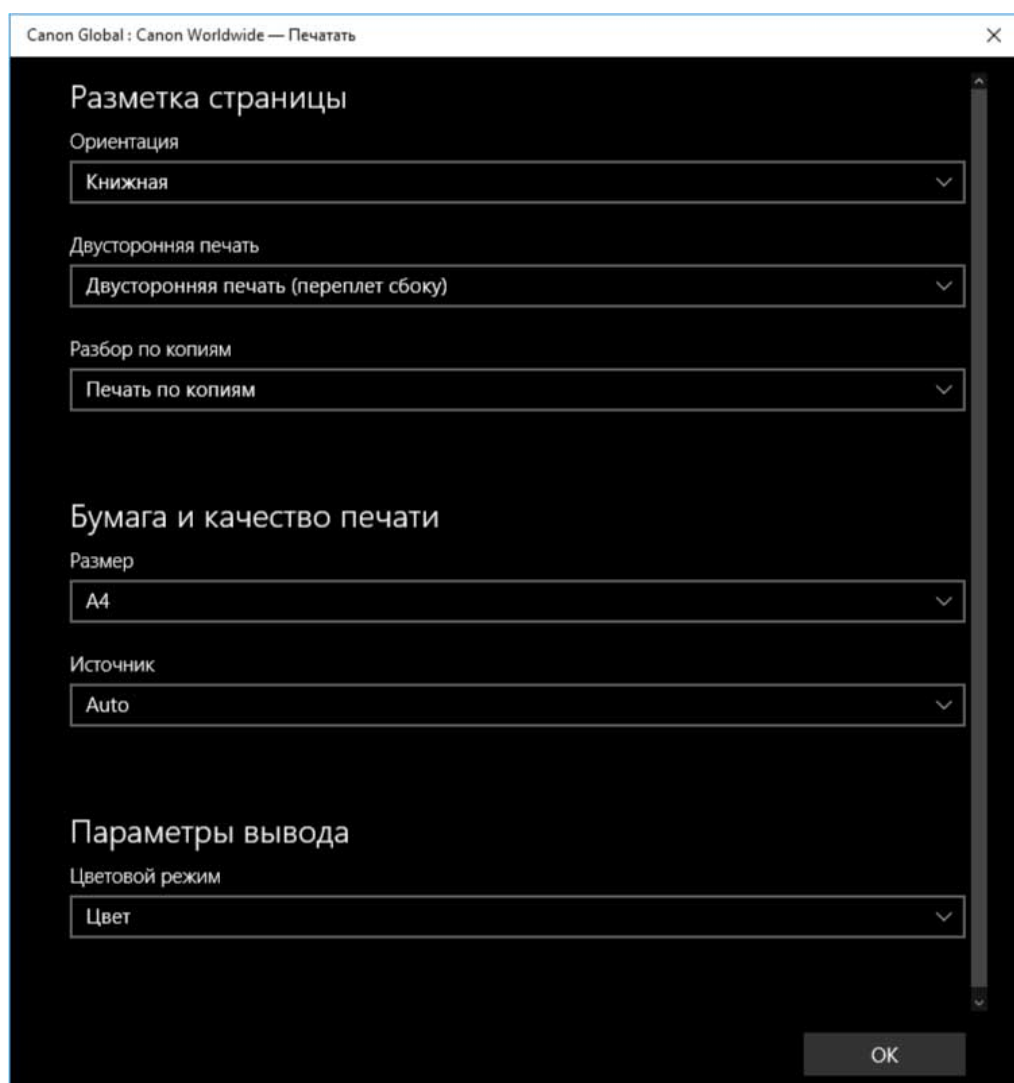 Canon Global : Canon Worldwide — Печатать
Разметка страницы
Ориентация
Книжная
Двусторонняя печать
Двусторонняя печать (переплет сбоку)
Разбор по копиям
Печать по копиям
Бумага и качество печати
Размер
A4
Источник
Auto
Параметры вывода
Цветовой режим
Цвет
OK